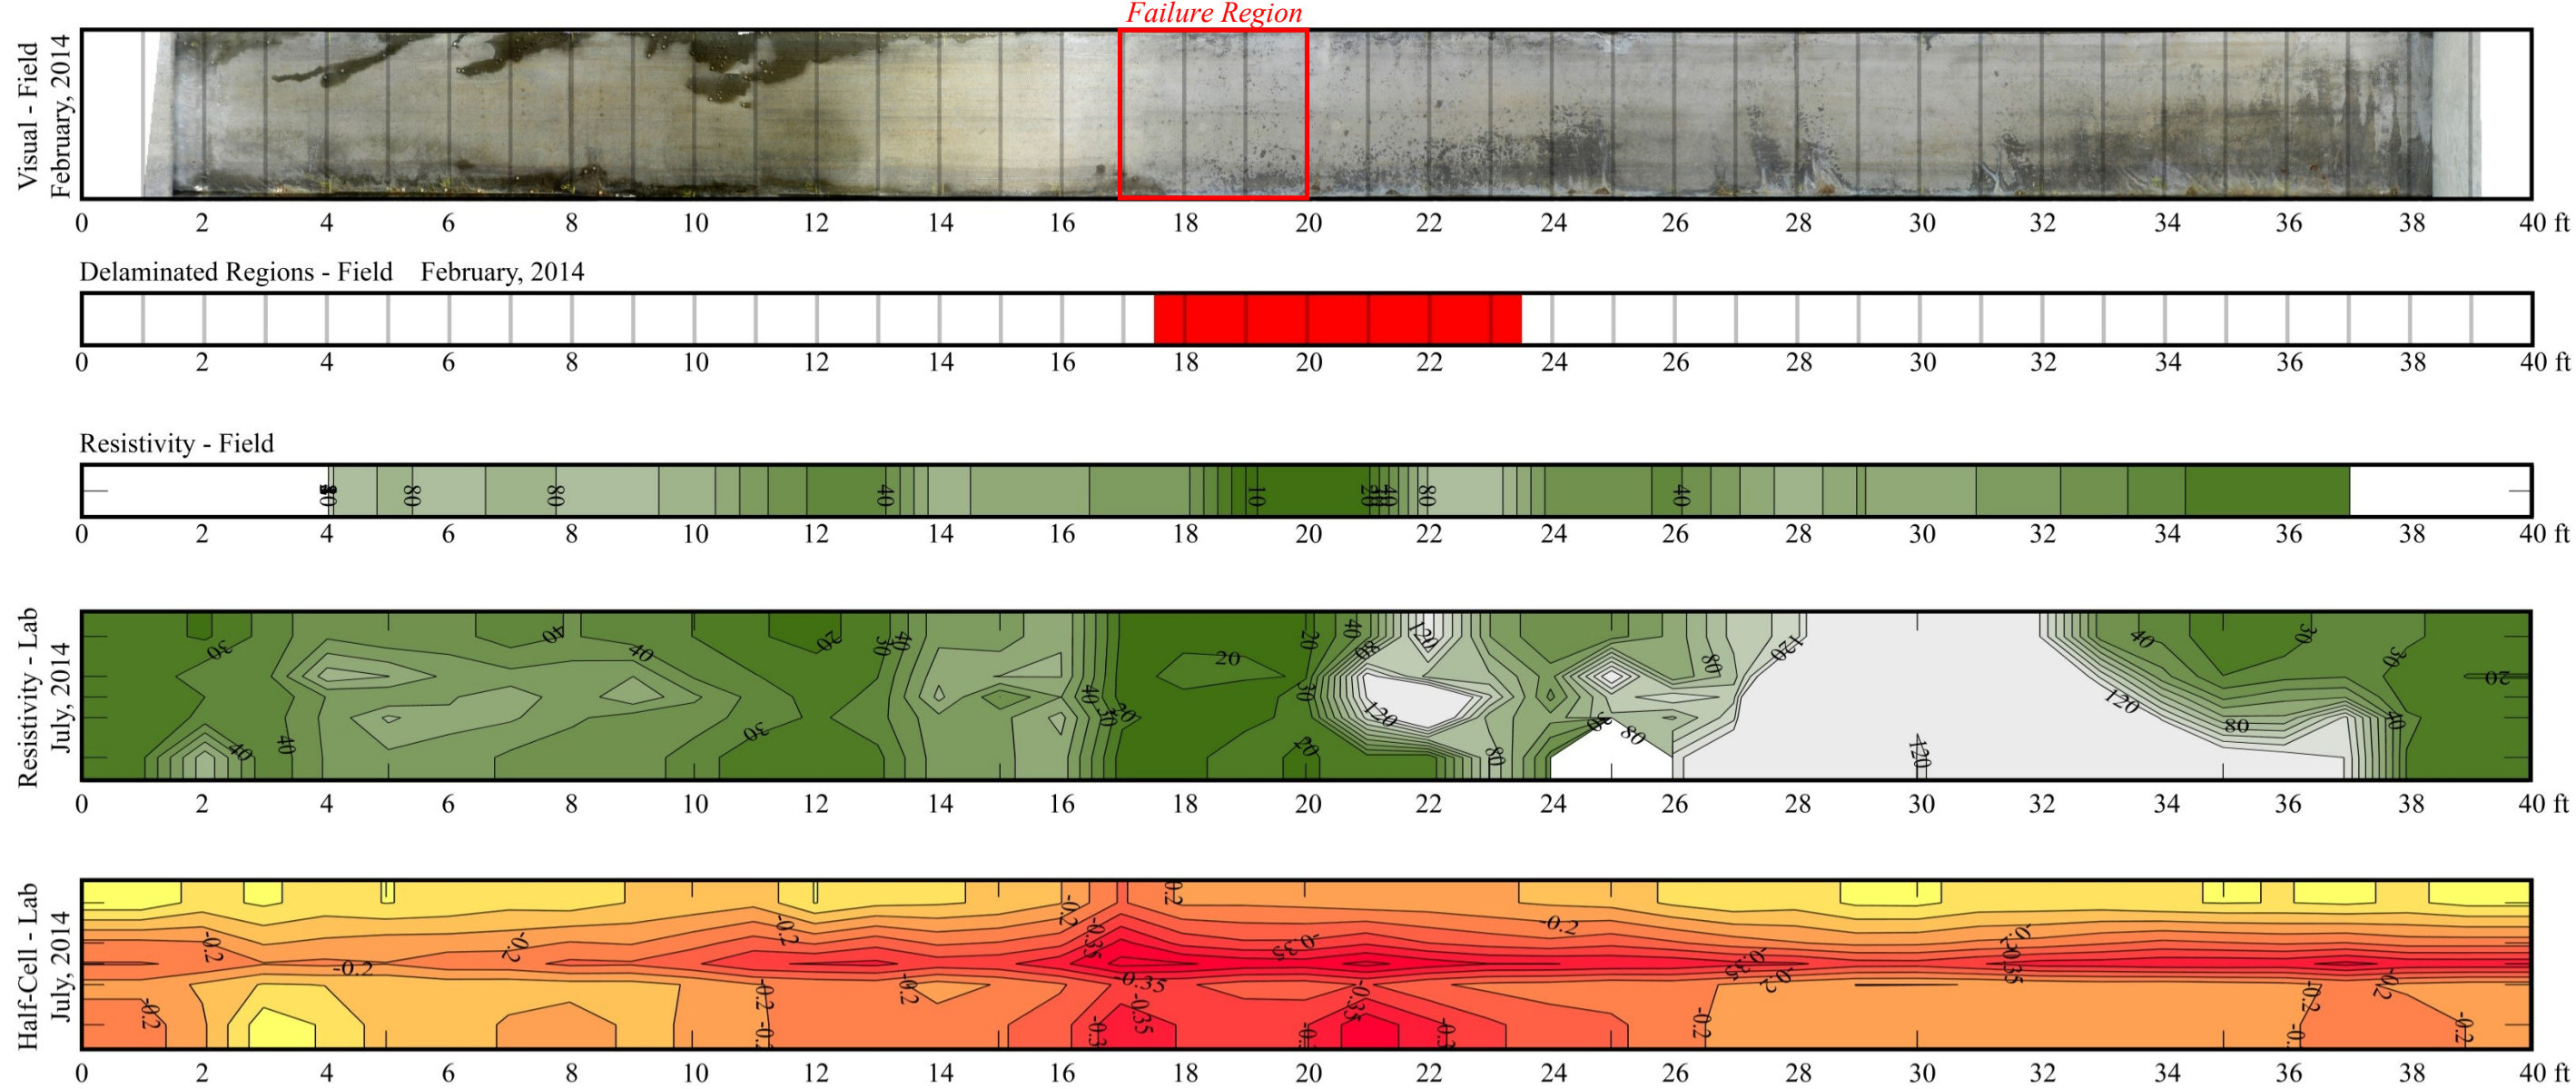 Failure Region
Visual - Field
February, 2014
0 2 4 6 8 10 12 14 16 18 20 22 24 26 28 30 32 34 36 38 40 ft
Delaminated Regions - Field February, 2014
0 2 4 6 8 10 12 14 16 18 20 22 24 26 28 30 32 34 36 38 40 ft
Resistivity - Field
80 80 40 10 20 40 80 40
0 2 4 6 8 10 12 14 16 18 20 22 24 26 28 30 32 34 36 38 40 ft
Resistivity - Lab
July, 2014
30 40 20 30 40 20 40 120 40 30
40 20 80 80 120 30
20
40 30 120 120 40
40 40 30 30 20 80 80
20 80 120
0 2 4 6 8 10 12 14 16 18 20 22 24 26 28 30 32 34 36 38 40 ft
Half-Cell - Lab
July, 2014
-0.2 -0.2
-0.2 -0.2 -0.2 -0.35 -0.35 -0.2 -0.2
-0.2 -0.35 -0.35 -0.35
-0.2 -0.2 -0.2 -0.2
-0.2 -0.35 -0.35 -0.2 -0.2 -0.2
0 2 4 6 8 10 12 14 16 18 20 22 24 26 28 30 32 34 36 38 40 ft